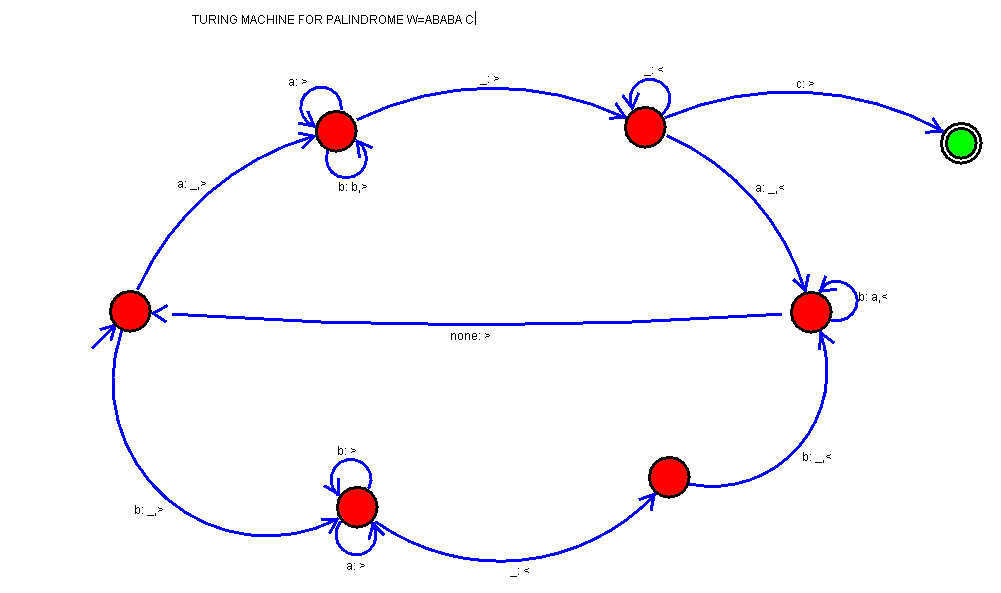 TURING MACHINE FOR PALINDROME W=ABABA C
a: >
_: >
_: <
c: >
a: _,>
b: b,>
a: _,<
b: a,<
none: >
b: >
b: _,<
b: _,>
a: >
_: <